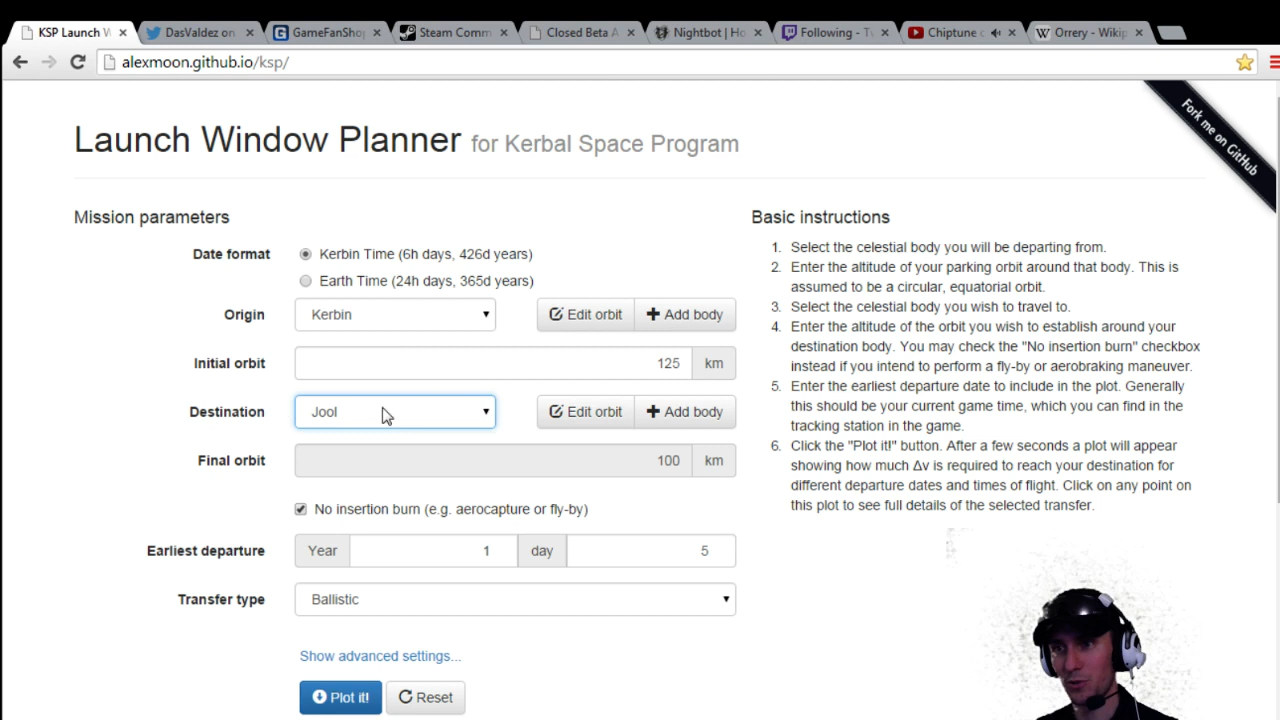 KSP Launch W
DasValdez on
GameFanSho
Steam Comm
Closed Beta A
Nightbot | Ho
Following - Tw
Chiptune c
Orrery - Wikip
alexmoon.github.io/ksp/
Fork me on GitHub
Launch Window Planner for Kerbal Space Program
Mission parameters
Date format
Kerbin Time (6h days, 426d years)
Earth Time (24h days, 365d years)
Origin
Kerbin
Edit orbit
Add body
Initial orbit
125
km
Destination
Jool
Edit orbit
Add body
Final orbit
100
km
No insertion burn (e.g. aerocapture or fly-by)
Earliest departure
Year
1
day
5
Transfer type
Ballistic
Show advanced settings...
Plot it!
Reset
Basic instructions
1. Select the celestial body you will be departing from.
2. Enter the altitude of your parking orbit around that body. This is
assumed to be a circular, equatorial orbit.
3. Select the celestial body you wish to travel to.
4. Enter the altitude of the orbit you wish to establish around your
destination body. You may check the "No insertion burn" checkbox
instead if you intend to perform a fly-by or aerobraking maneuver.
5. Enter the earliest departure date to include in the plot. Generally
this should be your current game time, which you can find in the
tracking station in the game.
6. Click the "Plot it!" button. After a few seconds a plot will appear
showing how much Δv is required to reach your destination for
different departure dates and times of flight. Click on any point on
this plot to see full details of the selected transfer.